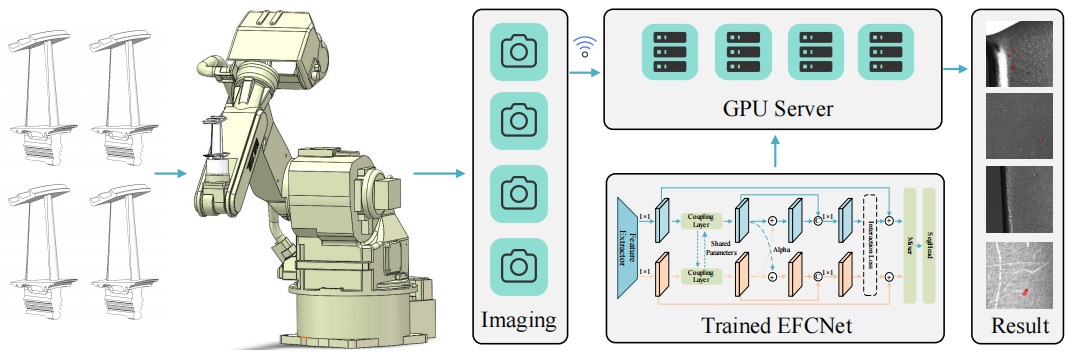 Imaging
GPU Server
Feature
Extractor
1×1
1×1
Coupling
Layer
Shared
Parameters
Coupling
Layer
Alpha
C
1×1
C
1×1
Interaction Loss
Mixer
Trained EFCNet
Result